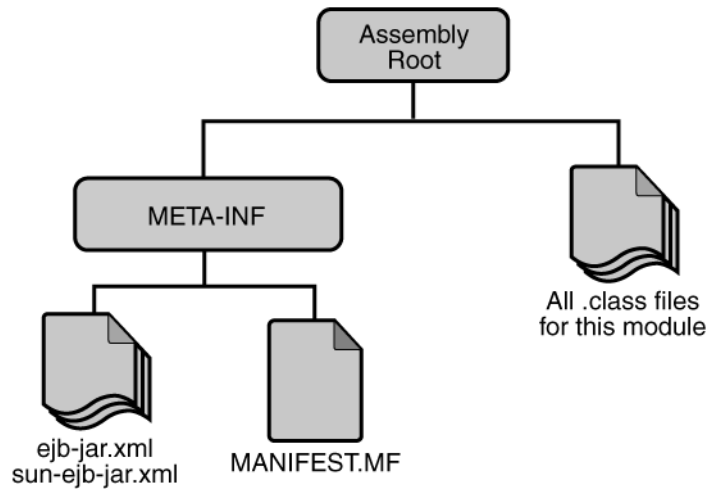 Assembly
Root
META-INF
All .class files
for this module
ejb-jar.xml
sun-ejb-jar.xml
MANIFEST.MF